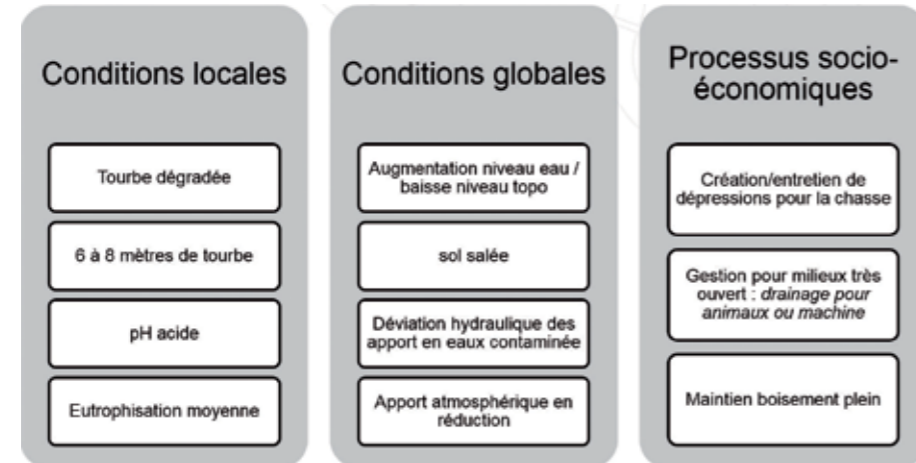 Conditions locales
Tourbe dégradée
6 à 8 mètres de tourbe
pH acide
Eutrophisation moyenne
Conditions globales
Augmentation niveau eau /
baisse niveau topo
sol salée
Déviation hydraulique des
apport en eaux contaminée
Apport atmosphérique en
réduction
Processus socio-
économiques
Création/entretien de
dépressions pour la chasse
Gestion pour milieux très
ouvert : drainage pour
animaux ou machine
Maintien boisement plein